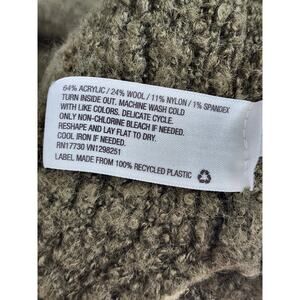 64% ACRYLIC / 24% WOOL / 11% NYLON / 1% SPANDEX
TURN INSIDE OUT. MACHINE WASH COLD
WITH LIKE COLORS. DELICATE CYCLE.
ONLY NON-CHLORINE BLEACH IF NEEDED.
RESHAPE AND LAY FLAT TO DRY.
COOL IRON IF NEEDED.
RN17730 VN1298251
LABEL MADE FROM 100% RECYCLED PLASTIC